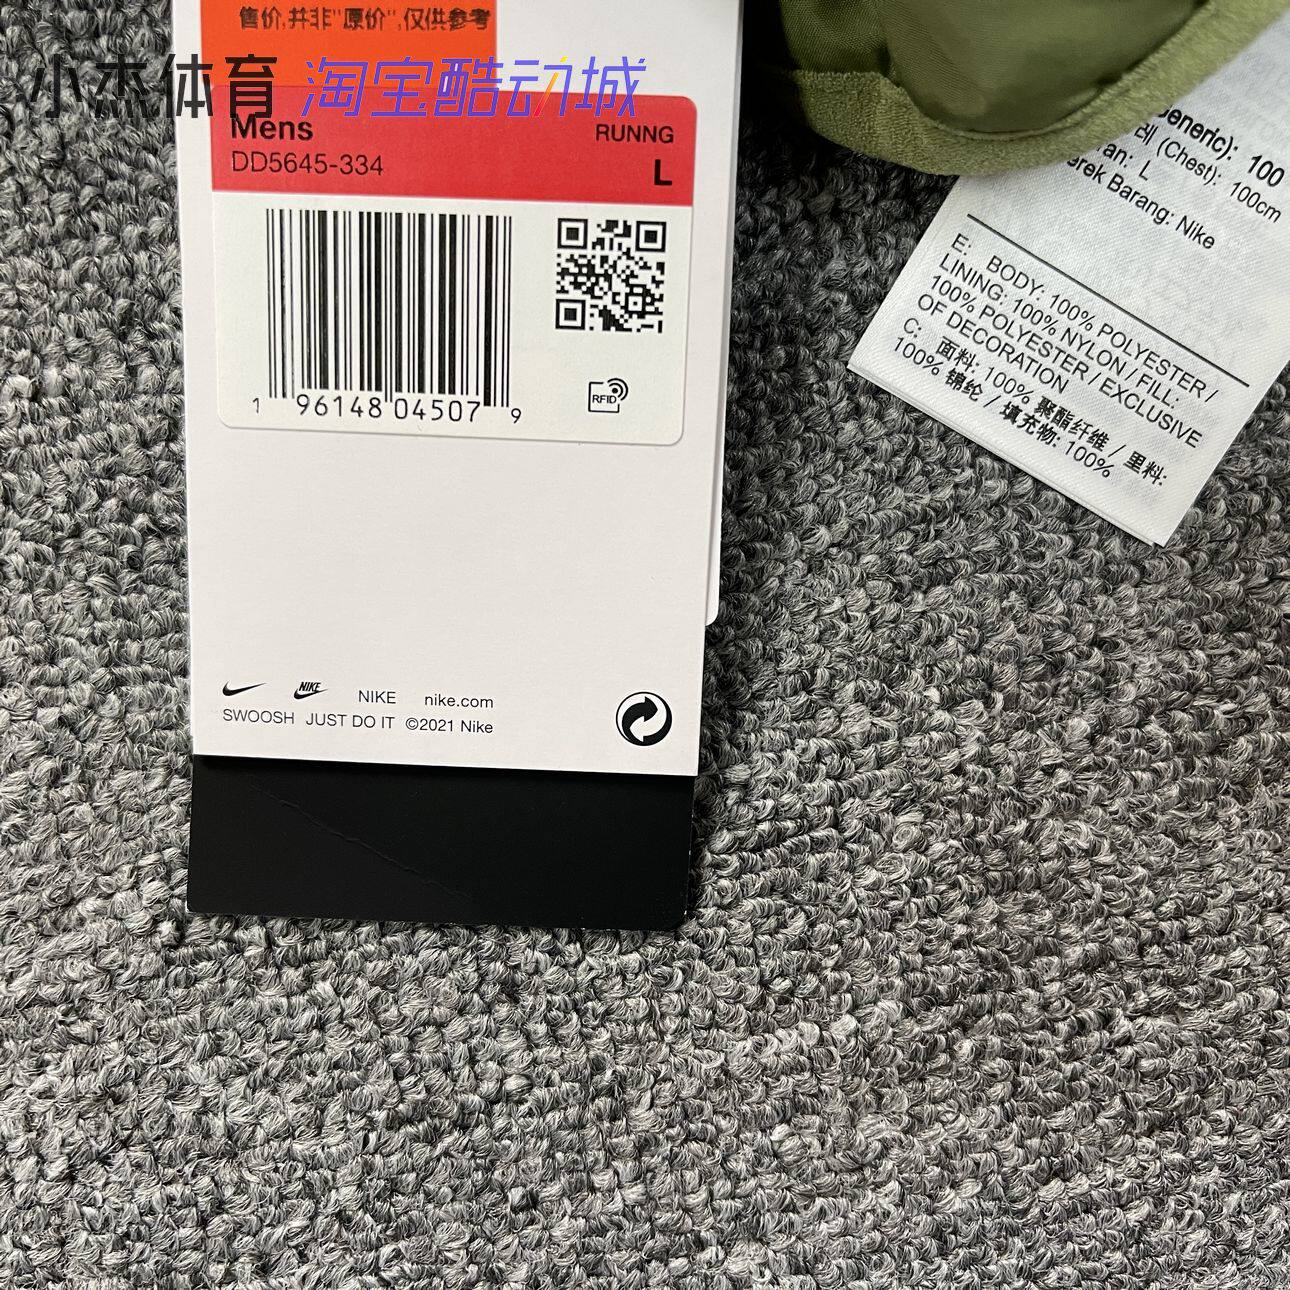 售价,并非"原价",仅供参考
小杰体育 淘宝酷动城
Mens
RUNNG
DD5645-334
L
1 96148 04507 9
RFID
NIKE
NIKE nike.com
SWOOSH JUST DO IT ©2021 Nike
100
레 (Chest): 100cm
L
Barang: Nike
E: BODY: 100% POLYESTER /
LINING: 100% NYLON / FILL:
100% POLYESTER / EXCLUSIVE
OF DECORATION
C: 面料: 100% 聚酯纤维 / 里料:
100% 锦纶 / 填充物: 100%